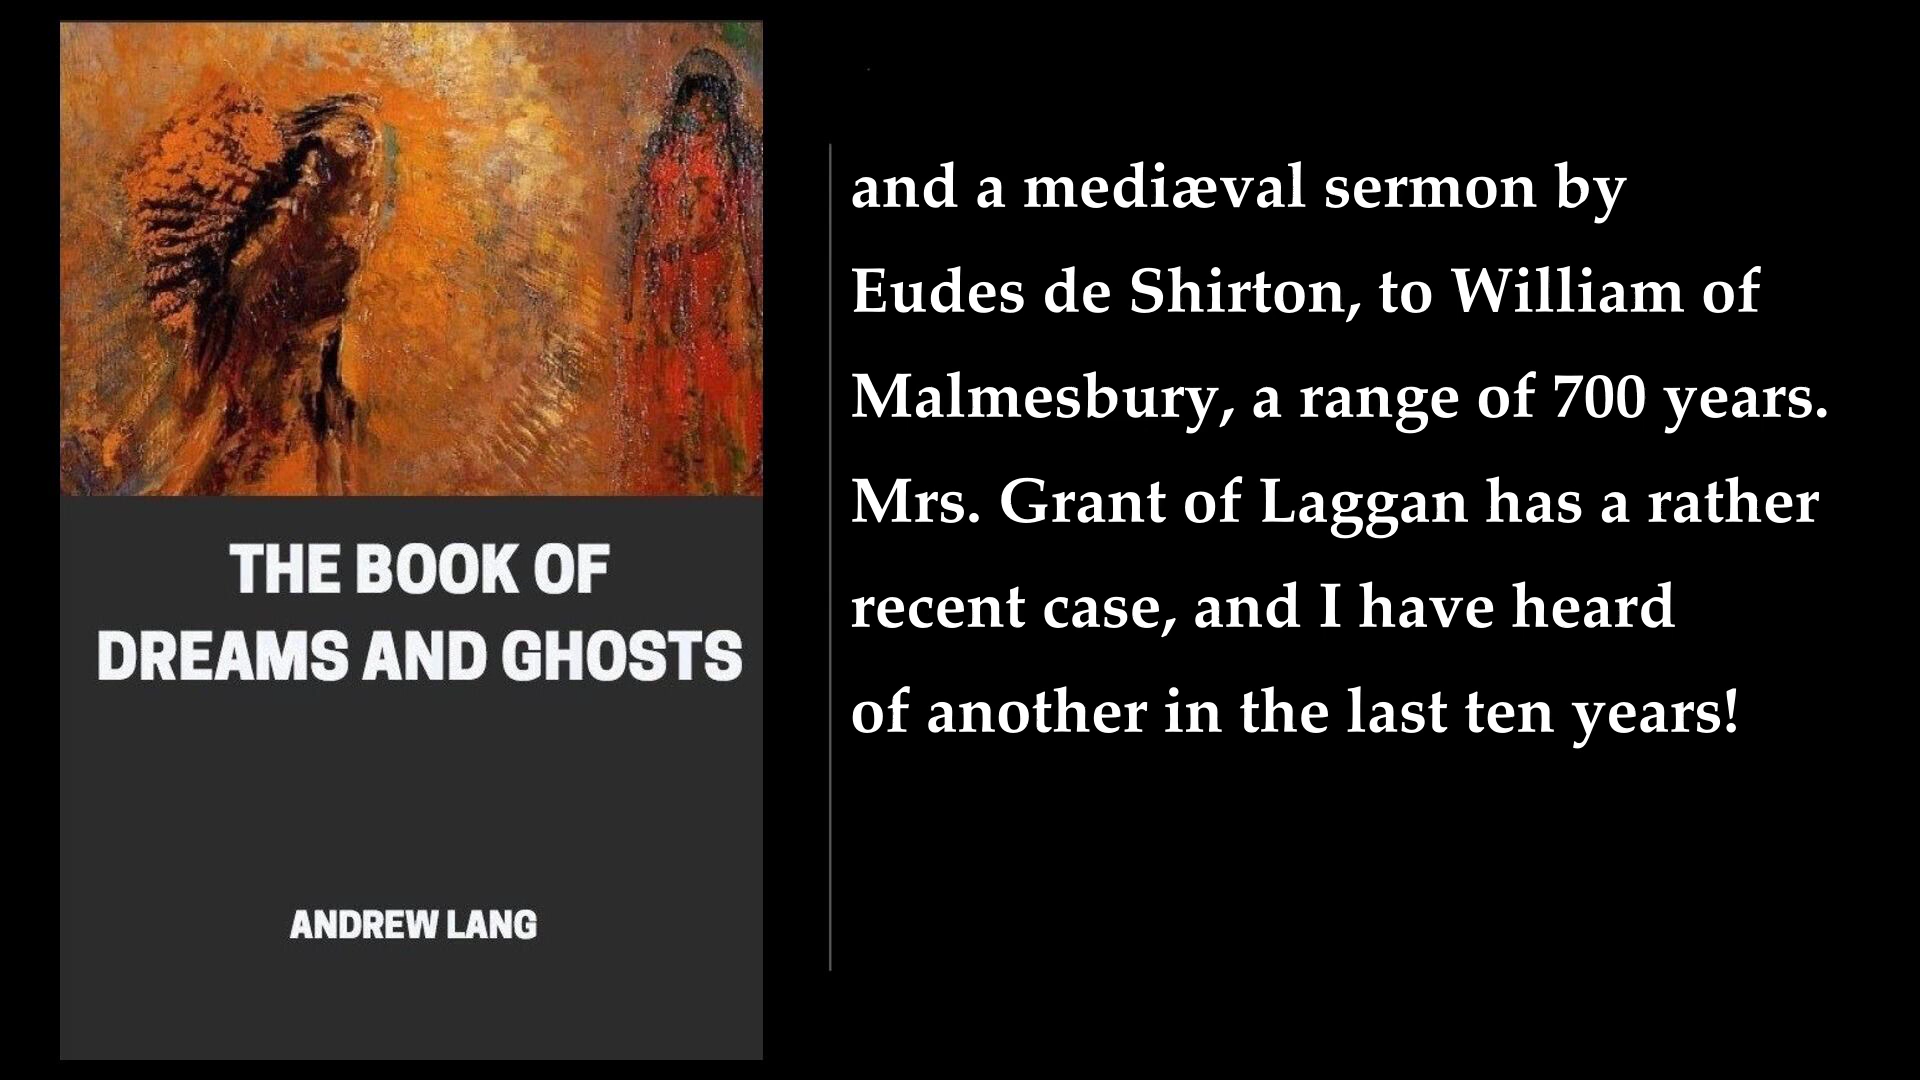 THE BOOK OF
DREAMS AND GHOSTS
ANDREW LANG
and a mediæval sermon by
Eudes de Shirton, to William of
Malmesbury, a range of 700 years.
Mrs. Grant of Laggan has a rather
recent case, and I have heard
of another in the last ten years!